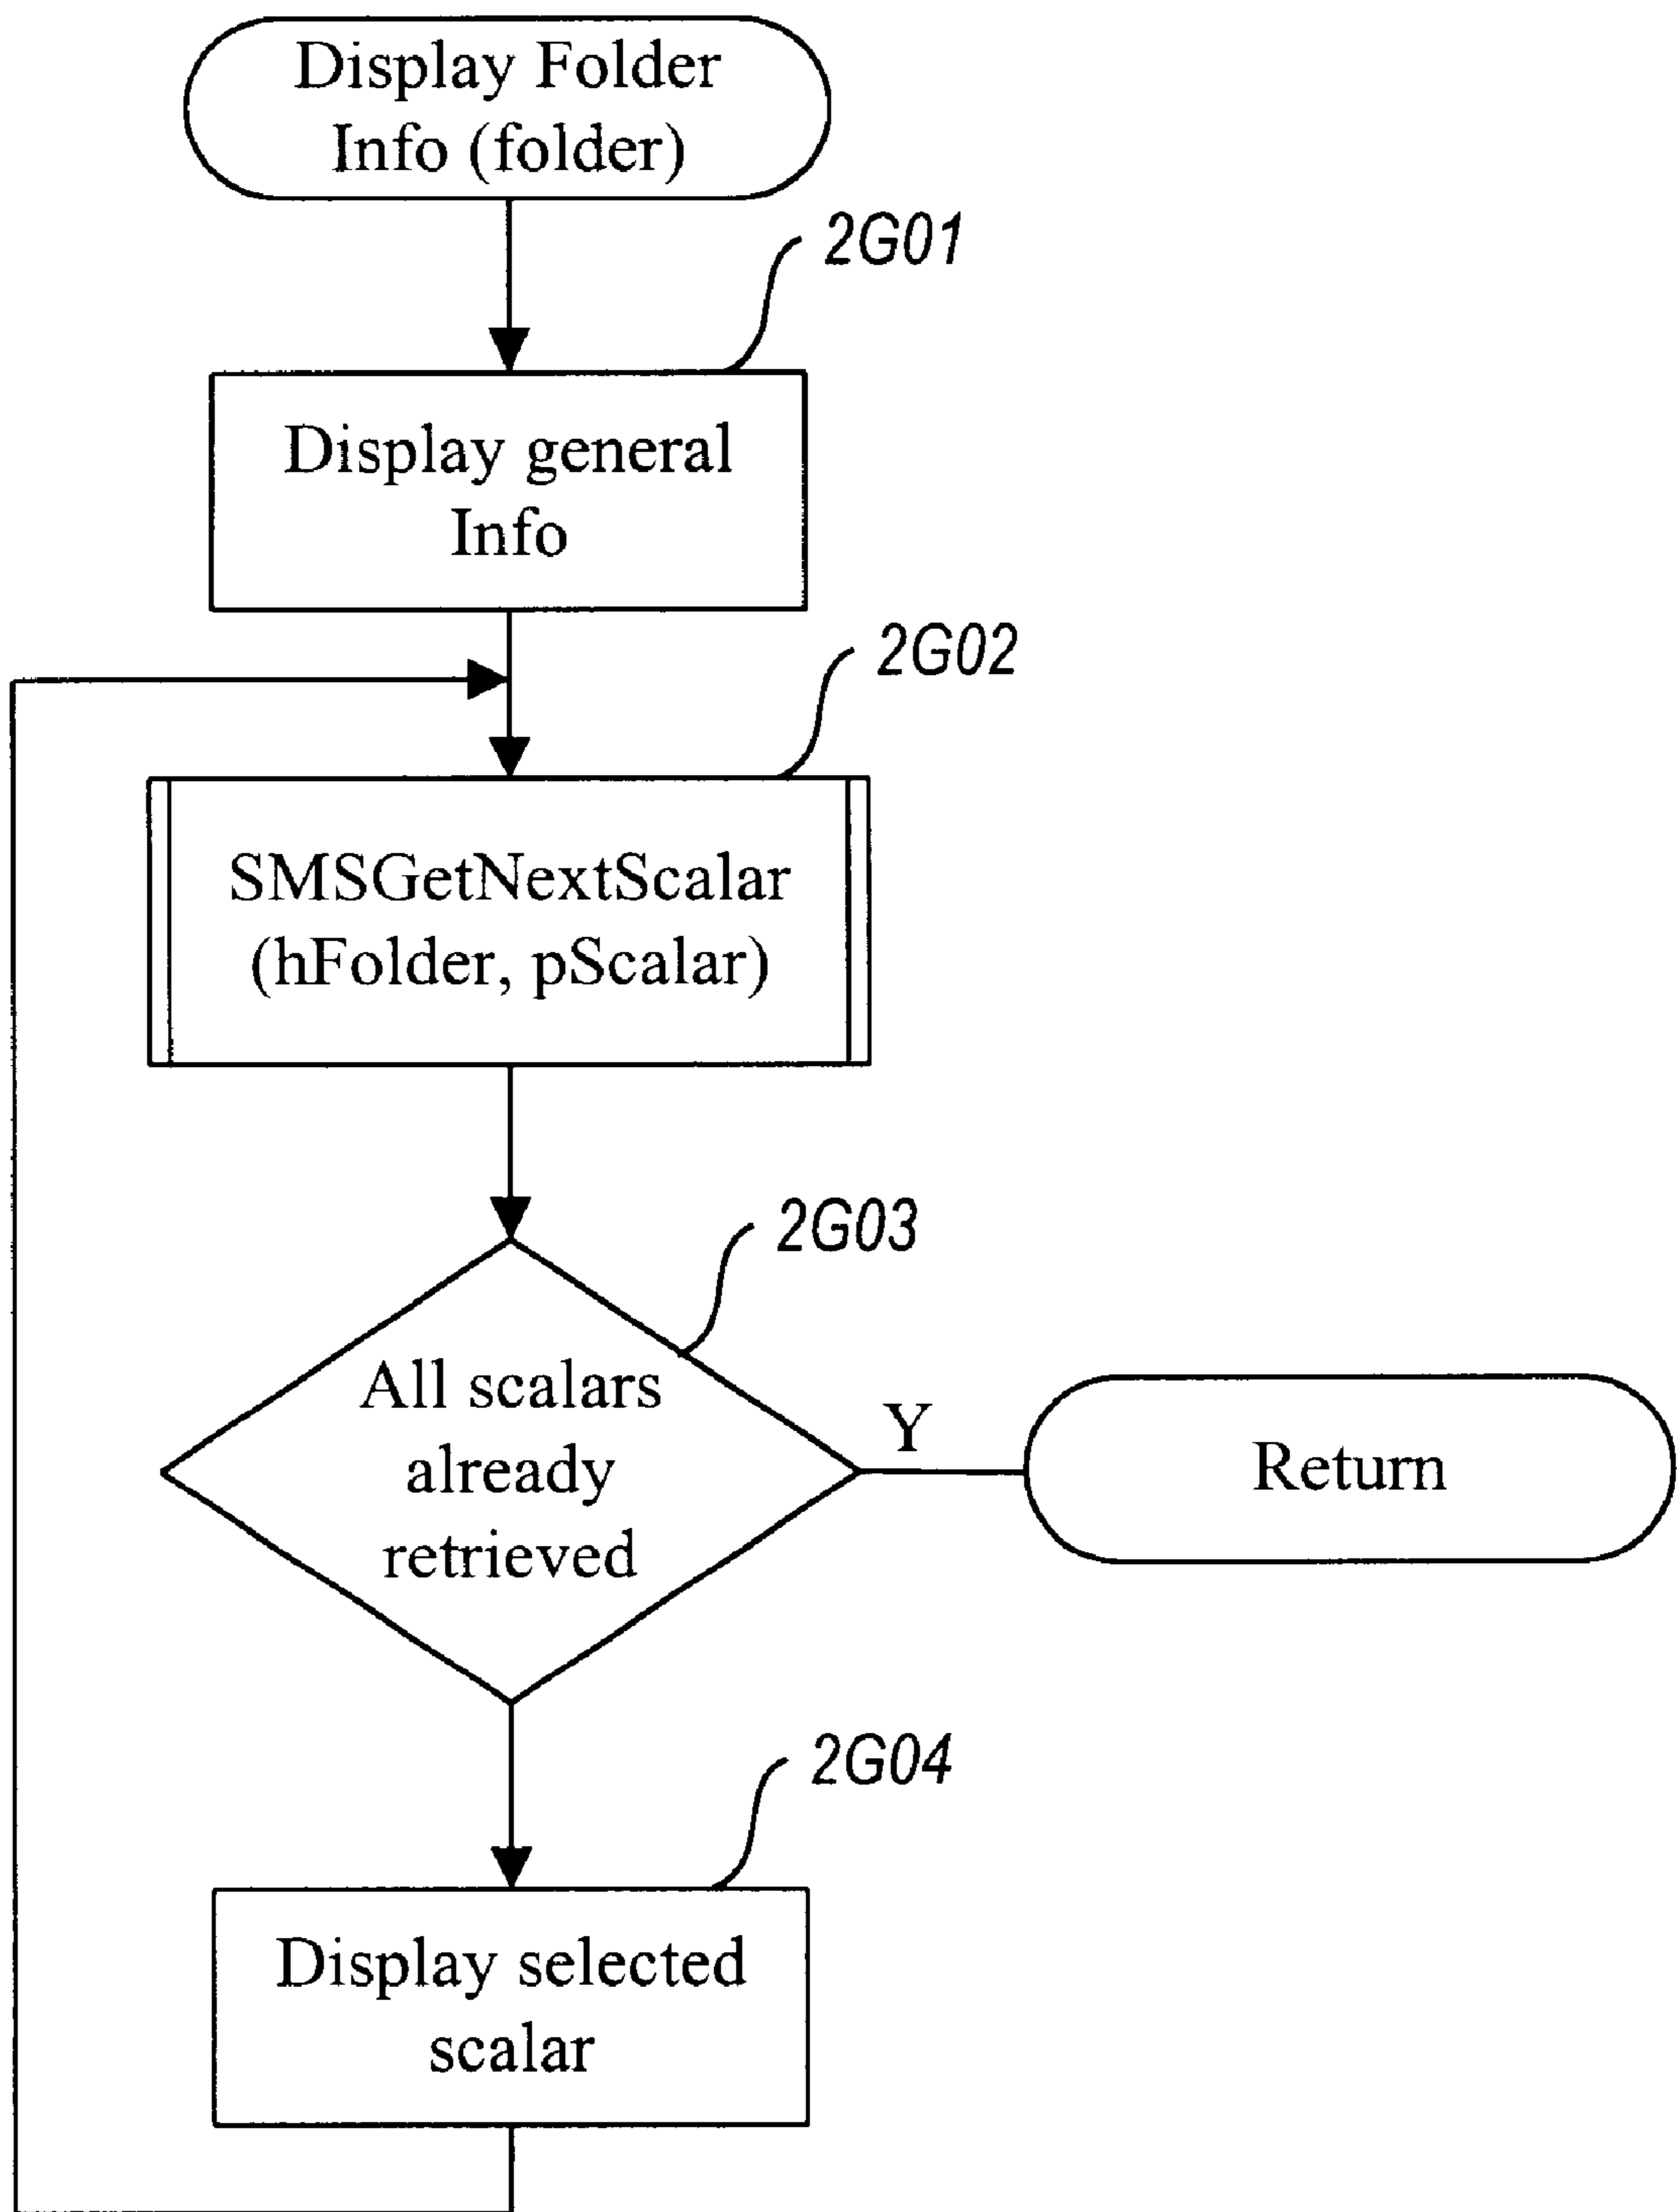 Display Folder
Info (folder)
2G01
Display general
Info
2G02
SMSGetNextScalar
(hFolder, pScalar)
2G03
All scalars
already
retrieved
Y
Return
2G04
Display selected
scalar